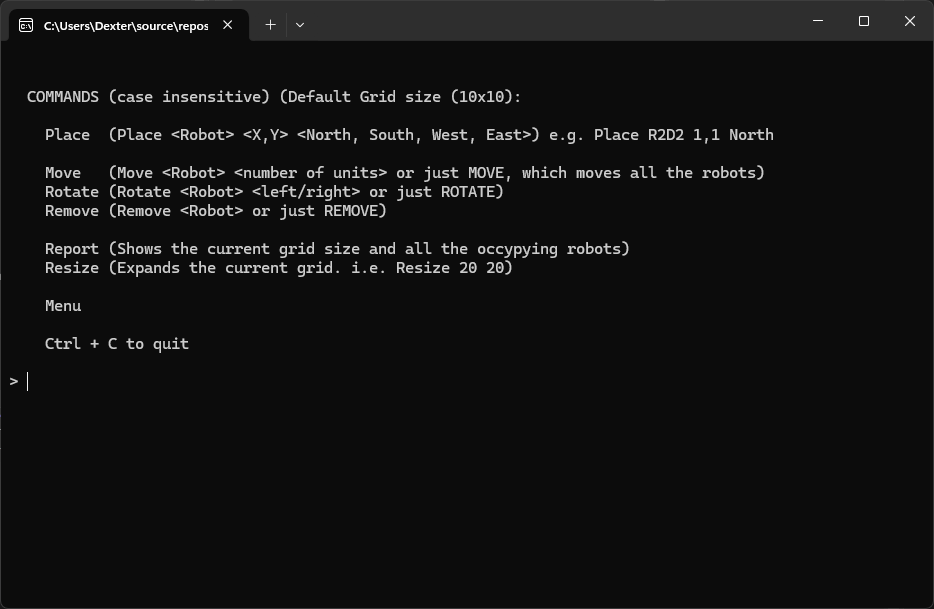 C:\Users\Dexter\source\repos
COMMANDS (case insensitive) (Default Grid size (10x10):
Place (Place <Robot> <X,Y> <North, South, West, East>) e.g. Place R2D2 1,1 North
Move (Move <Robot> <number of units> or just MOVE, which moves all the robots)
Rotate (Rotate <Robot> <left/right> or just ROTATE)
Remove (Remove <Robot> or just REMOVE)
Report (Shows the current grid size and all the occypying robots)
Resize (Expands the current grid. i.e. Resize 20 20)
Menu
Ctrl + C to quit
>